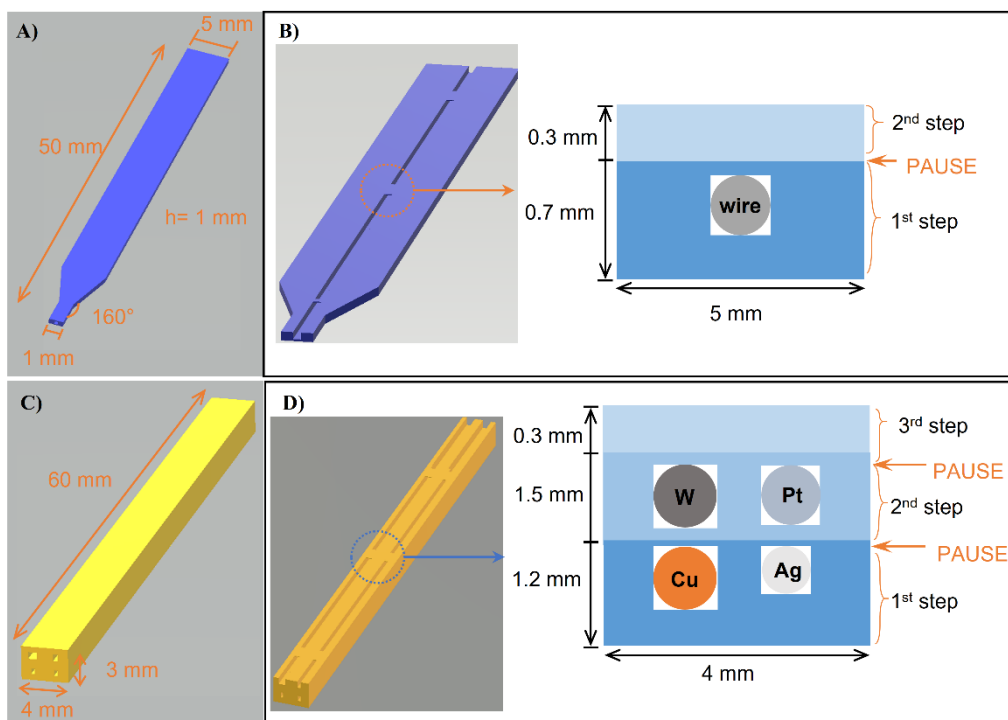 A)
5 mm
50 mm
h= 1 mm
160°
1 mm
B)
0.3 mm
0.7 mm
wire
2nd step
PAUSE
1st step
5 mm
C)
60 mm
3 mm
4 mm
D)
0.3 mm
1.5 mm
1.2 mm
W
Pt
Cu
Ag
3rd step
PAUSE
2nd step
PAUSE
1st step
4 mm